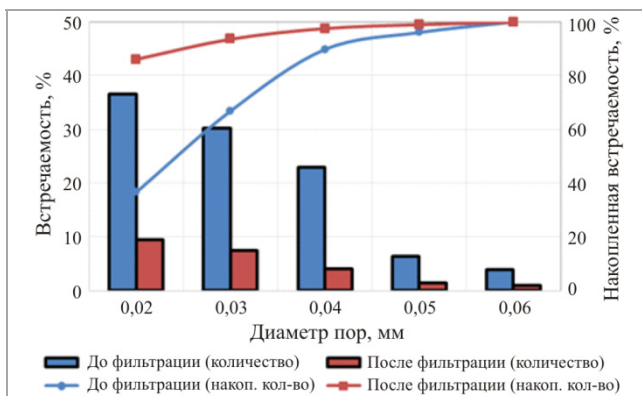 50
40
30
20
10
0
Встречаемость, %
100
80
60
40
20
0
Накопленная встречаемость, %
0,02 0,03 0,04 0,05 0,06
Диаметр пор, мм
До фильтрации (количество) После фильтрации (количество)
До фильтрации (накоп. кол-во) После фильтрации (накоп. кол-во)